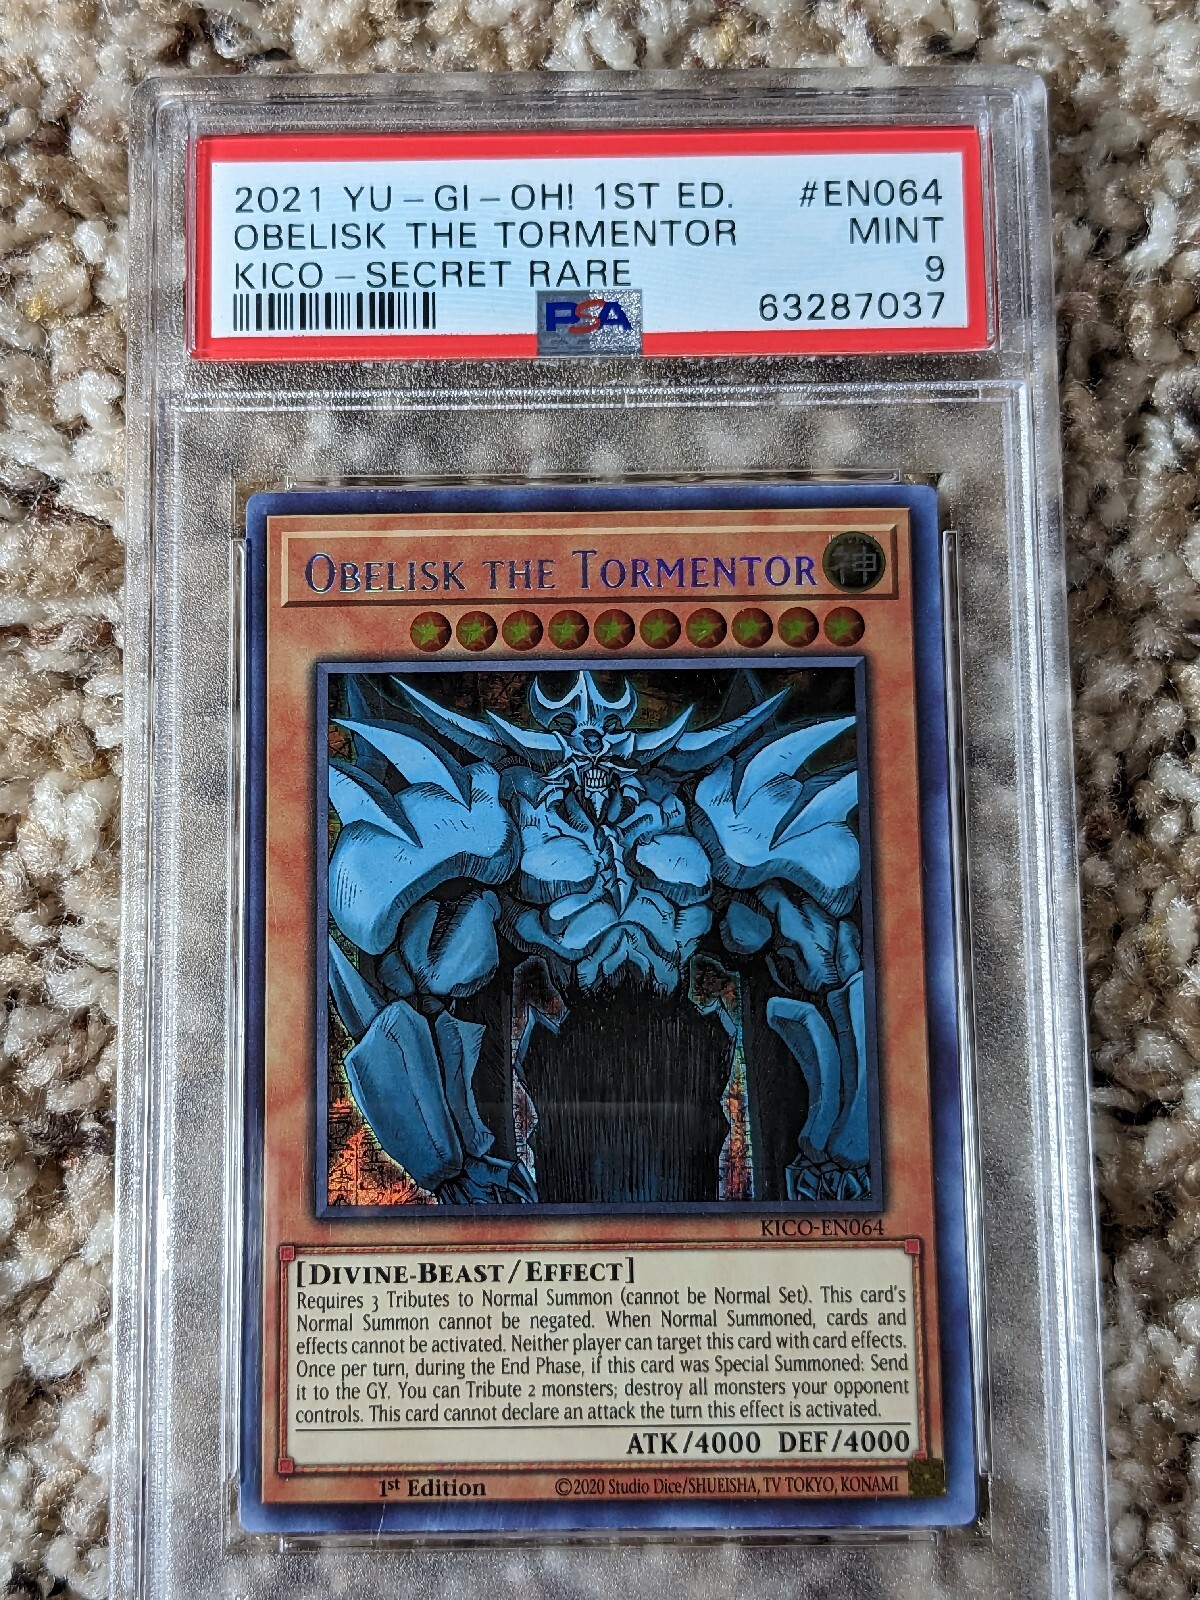 2021 YU-GI-OH! 1ST ED. #EN064
OBELISK THE TORMENTOR MINT
KICO-SECRET RARE 9
PSA 63287037
OBELISK THE TORMENTOR 神
KICO-EN064
[DIVINE-BEAST/EFFECT]
Requires 3 Tributes to Normal Summon (cannot be Normal Set). This card's
Normal Summon cannot be negated. When Normal Summoned, cards and
effects cannot be activated. Neither player can target this card with card effects.
Once per turn, during the End Phase, if this card was Special Summoned: Send
it to the GY. You can Tribute 2 monsters; destroy all monsters your opponent
controls. This card cannot declare an attack the turn this effect is activated.
ATK/4000 DEF/4000
1st Edition ©2020 Studio Dice/SHUEISHA, TV TOKYO, KONAMI